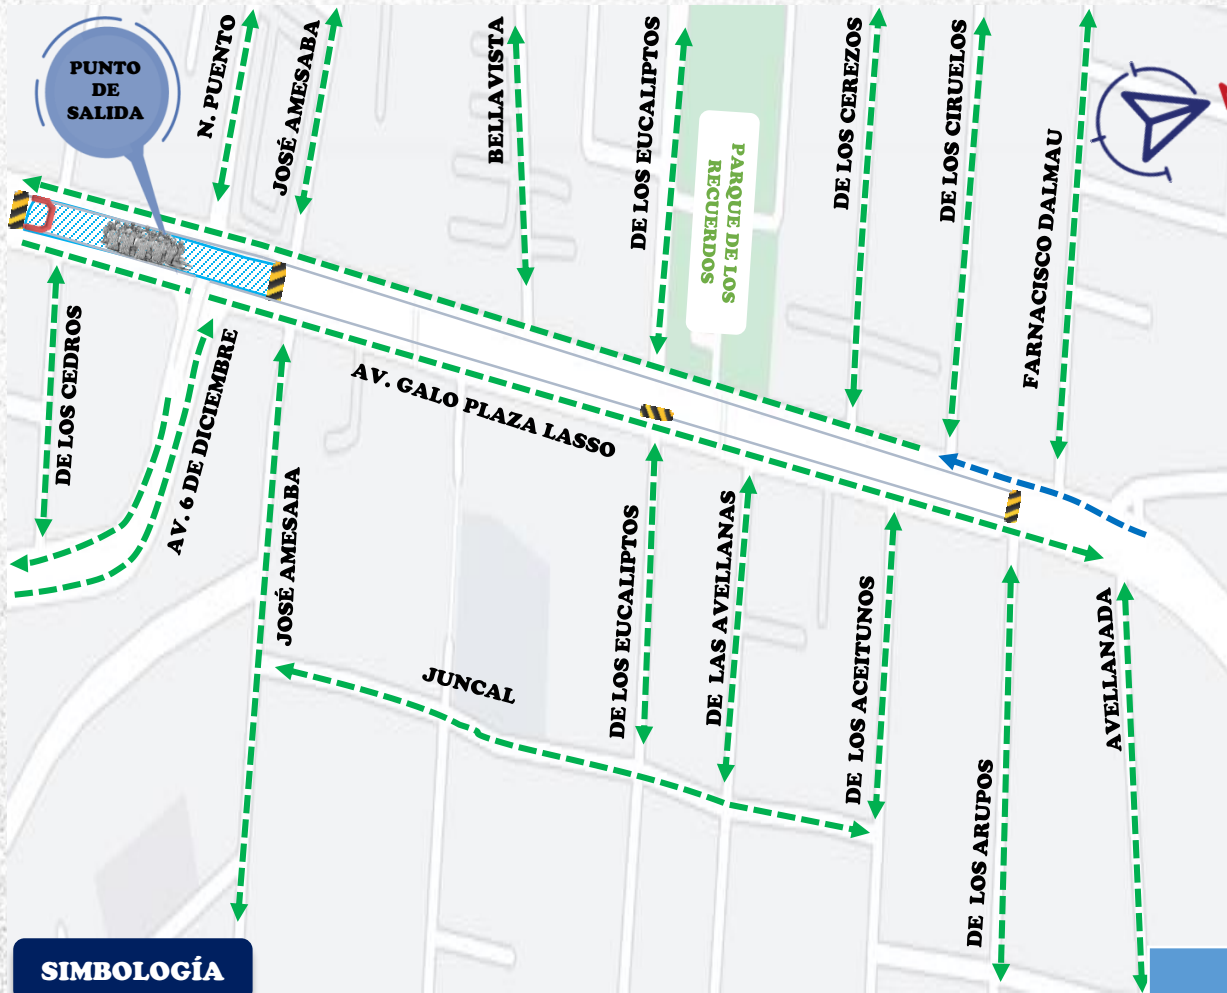 PUNTO
DE
SALIDA
N. PUENTO
JOSÉ AMESABA
BELLAVISTA
DE LOS EUCALIPTOS
PARQUE DE LOS
RECUERDOS
DE LOS CEREZOS
DE LOS CIRUELOS
FARNACISCO DALMAU
DE LOS CEDROS
AV. 6 DE DICIEMBRE
JOSÉ AMESABA
AV. GALO PLAZA LASSO
JUNCAL
DE LOS EUCALIPTOS
DE LAS AVELLANAS
DE LOS ACEITUNOS
DE LOS ARUPOS
AVELLANADA
SIMBOLOGÍA